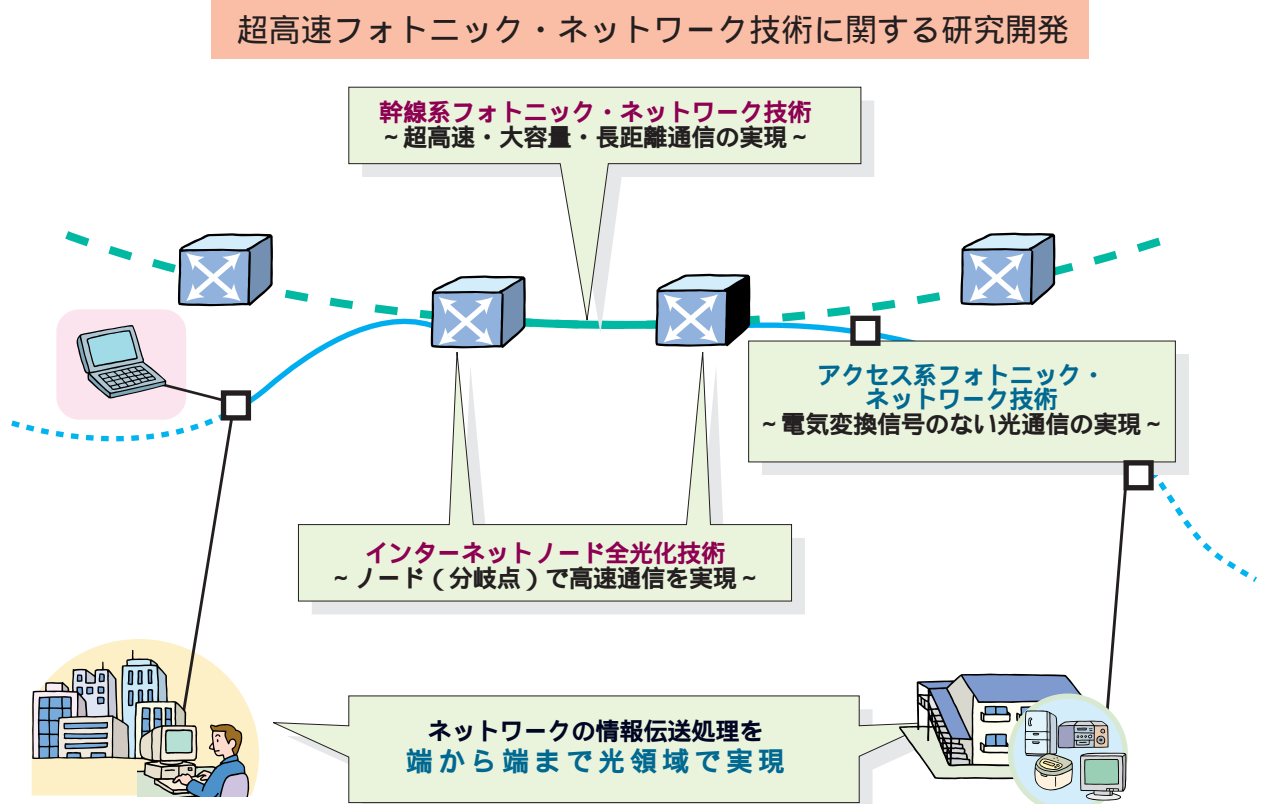 超高速フォトニック・ネットワーク技術に関する研究開発
幹線系フォトニック・ネットワーク技術
~超高速・大容量・長距離通信の実現~
アクセス系フォトニック・
ネットワーク技術
~電気変換信号のない光通信の実現~
インターネットノード全光化技術
~ノード(分岐点)で高速通信を実現~
ネットワークの情報伝送処理を
端から端まで光領域で実現